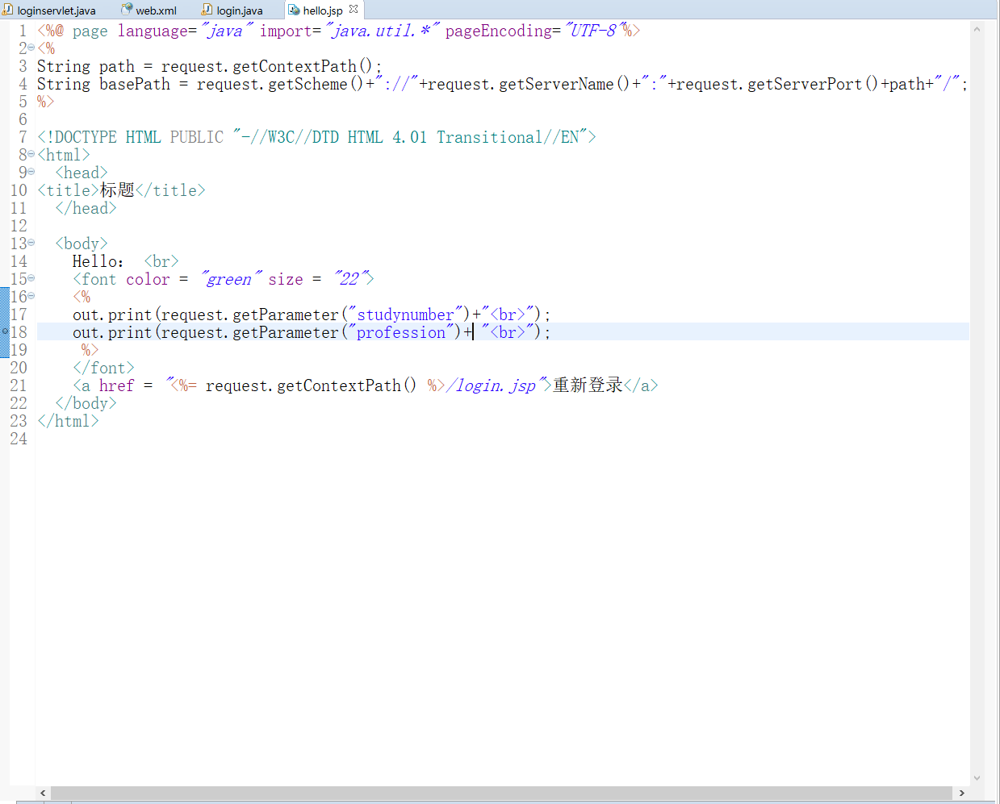 loginservlet.java web.xml login.java hello.jsp
1 <%@ page language="java" import="java.util.*" pageEncoding="UTF-8"%>
2 <%
3 String path = request.getContextPath();
4 String basePath = request.getScheme()+"://"+request.getServerName()+":"+request.getServerPort()+path+"/";
5 %>
6
7 <!DOCTYPE HTML PUBLIC "-//W3C//DTD HTML 4.01 Transitional//EN">
8 <html>
9   <head>
10 <title>标题</title>
11   </head>
12
13   <body>
14     Hello： <br>
15     <font color = "green" size = "22">
16     <%
17     out.print(request.getParameter("studynumber")+"<br>");
18     out.print(request.getParameter("profession")+ "<br>");
19      %>
20     </font>
21     <a href = "<%= request.getContextPath() %>/login.jsp">重新登录</a>
22   </body>
23 </html>
24